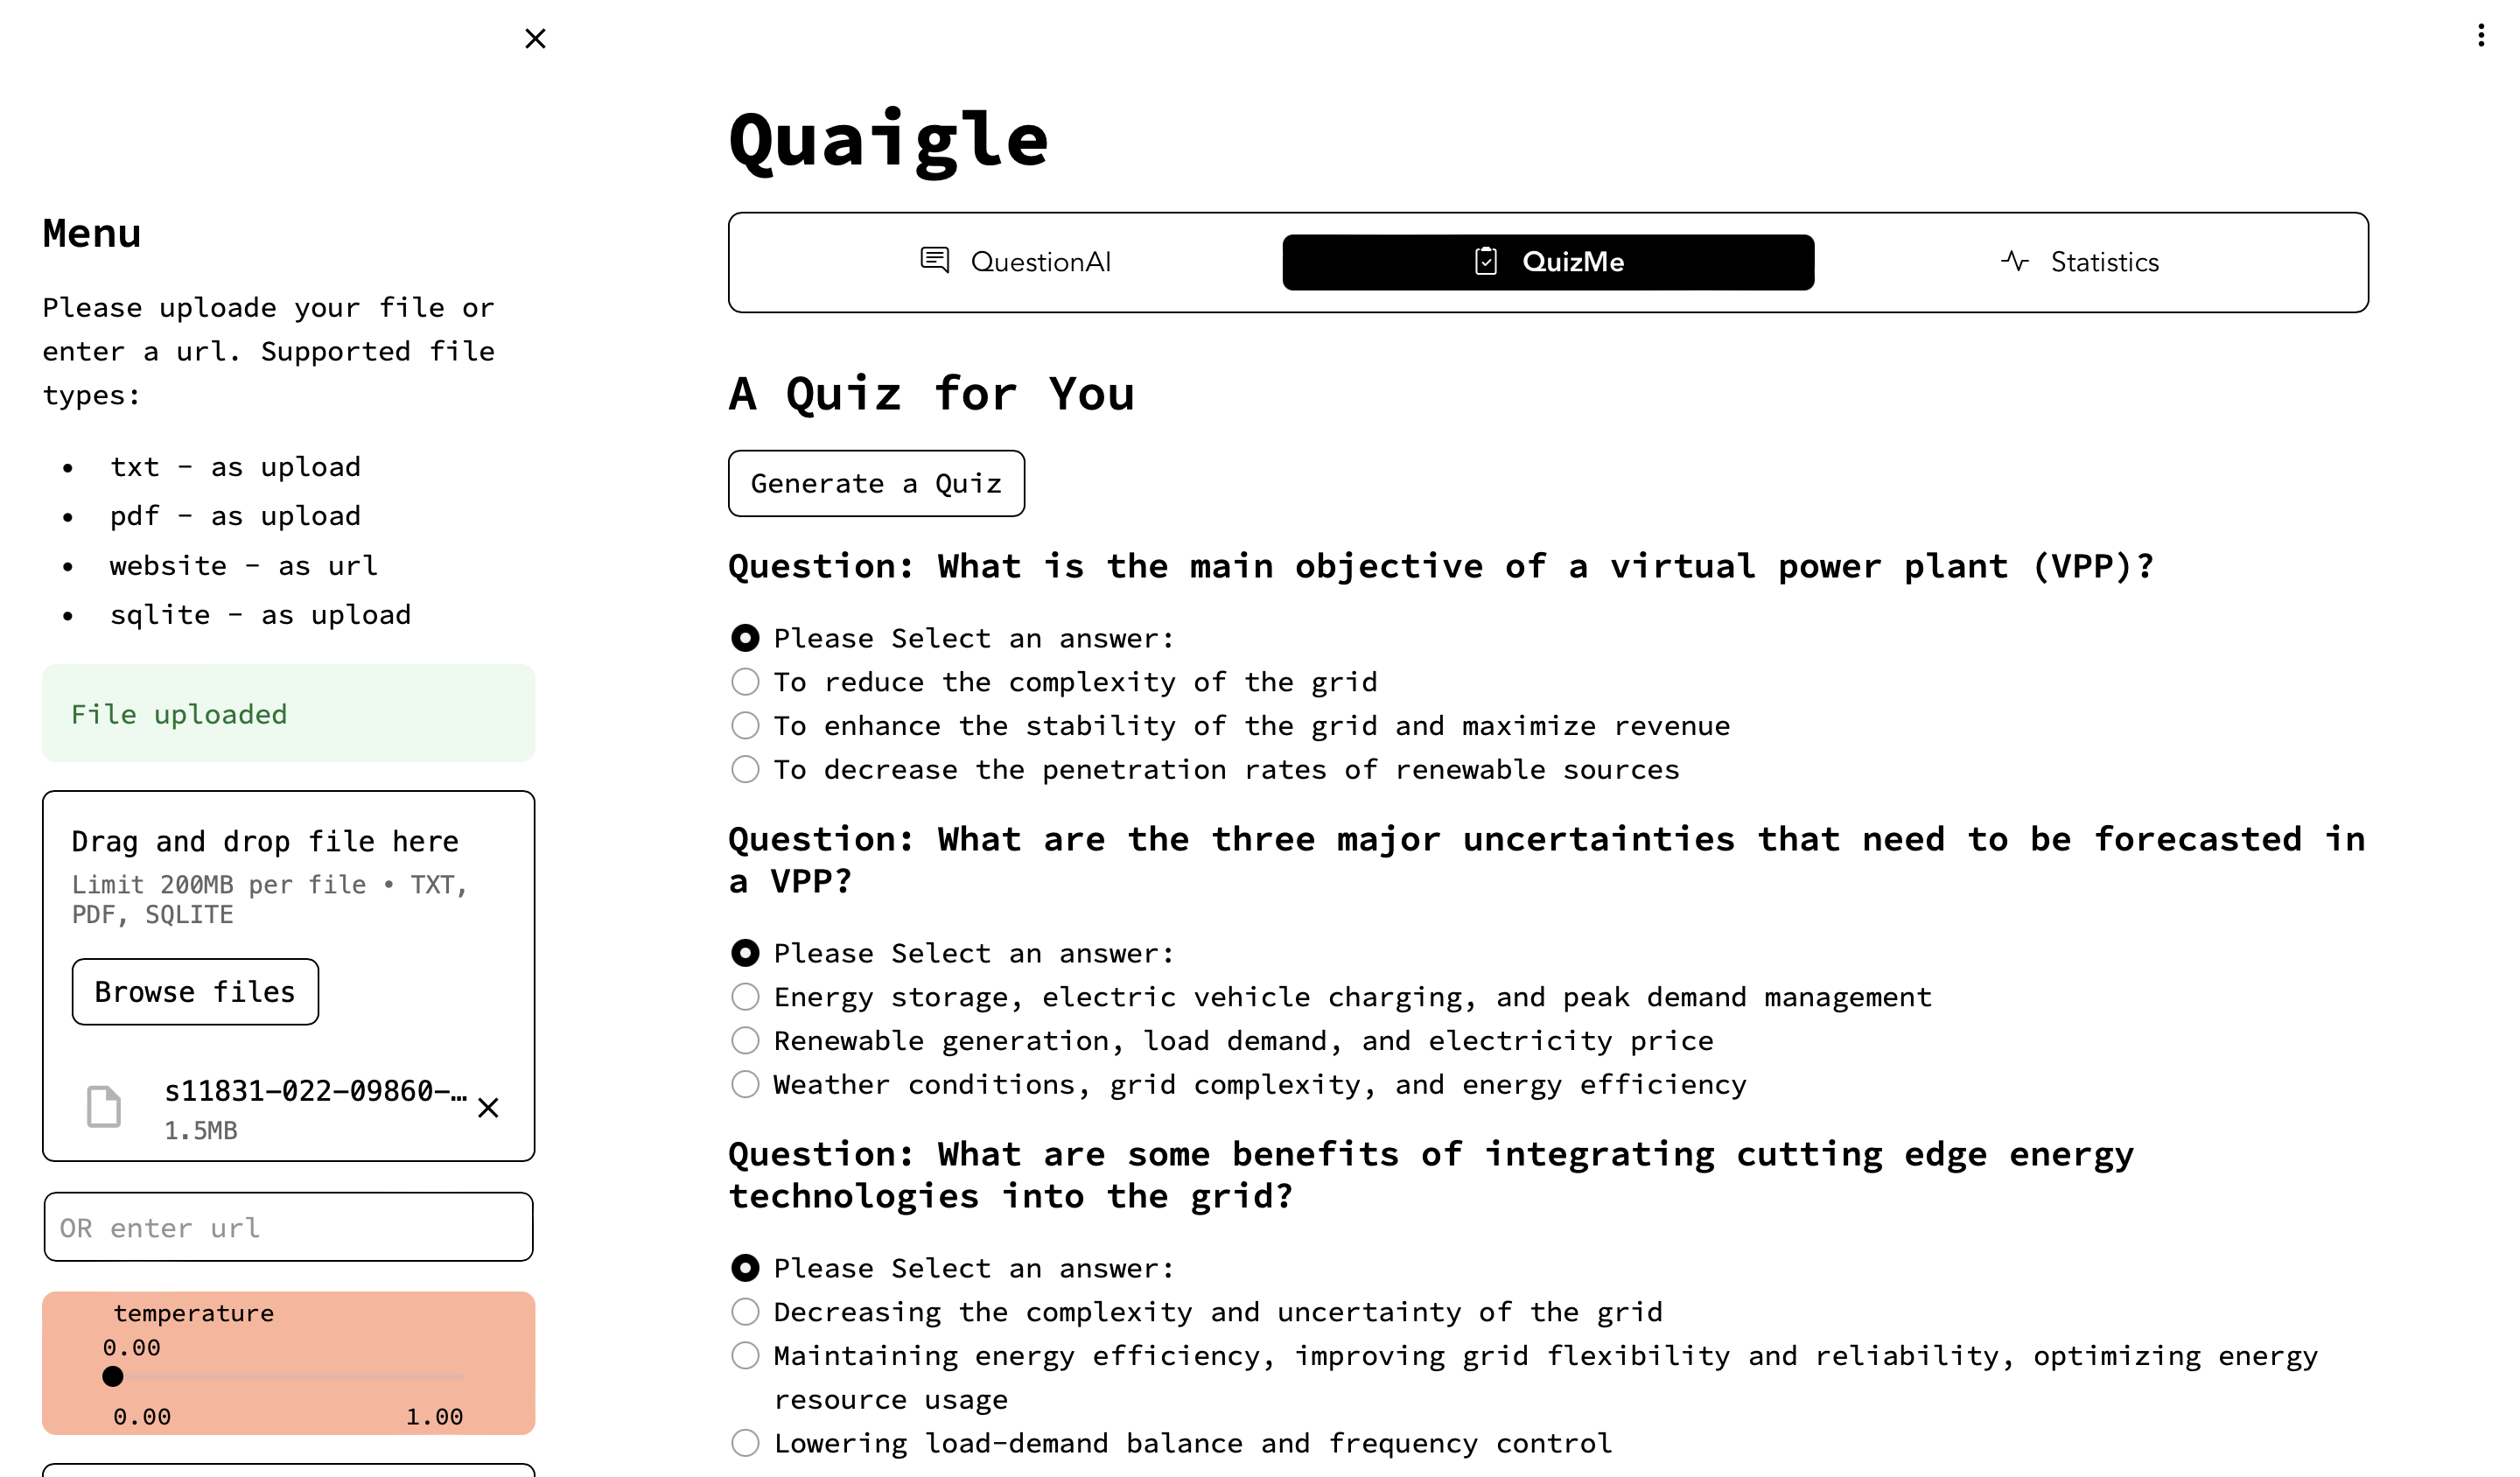 Menu
Please uploade your file or
enter a url. Supported file
types:
• txt - as upload
• pdf - as upload
• website - as url
• sqlite - as upload
File uploaded
Drag and drop file here
Limit 200MB per file • TXT,
PDF, SQLITE
Browse files
s11831-022-09860-…
1.5MB
OR enter url
temperature
0.00
0.00 1.00
Quaigle
QuestionAI QuizMe Statistics
A Quiz for You
Generate a Quiz
Question: What is the main objective of a virtual power plant (VPP)?
Please Select an answer:
To reduce the complexity of the grid
To enhance the stability of the grid and maximize revenue
To decrease the penetration rates of renewable sources
Question: What are the three major uncertainties that need to be forecasted in
a VPP?
Please Select an answer:
Energy storage, electric vehicle charging, and peak demand management
Renewable generation, load demand, and electricity price
Weather conditions, grid complexity, and energy efficiency
Question: What are some benefits of integrating cutting edge energy
technologies into the grid?
Please Select an answer:
Decreasing the complexity and uncertainty of the grid
Maintaining energy efficiency, improving grid flexibility and reliability, optimizing energy
resource usage
Lowering load-demand balance and frequency control